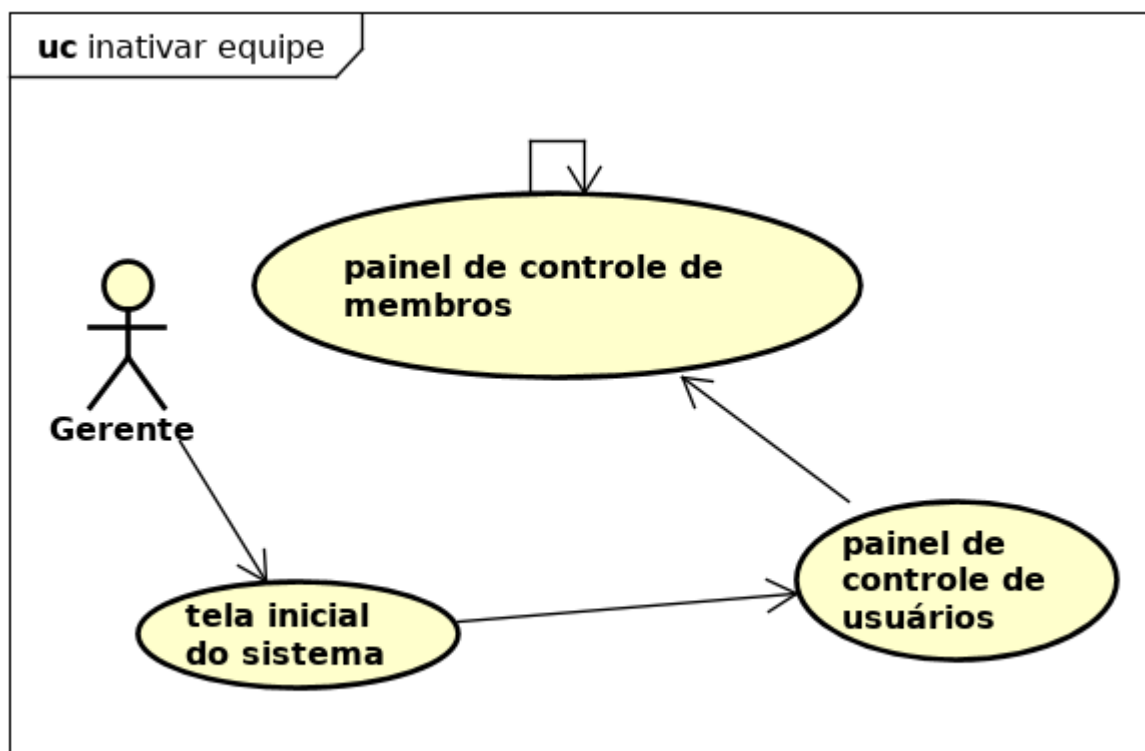 uc inativar equipe
painel de controle de
membros
Gerente
painel de
controle de
usuários
tela inicial
do sistema